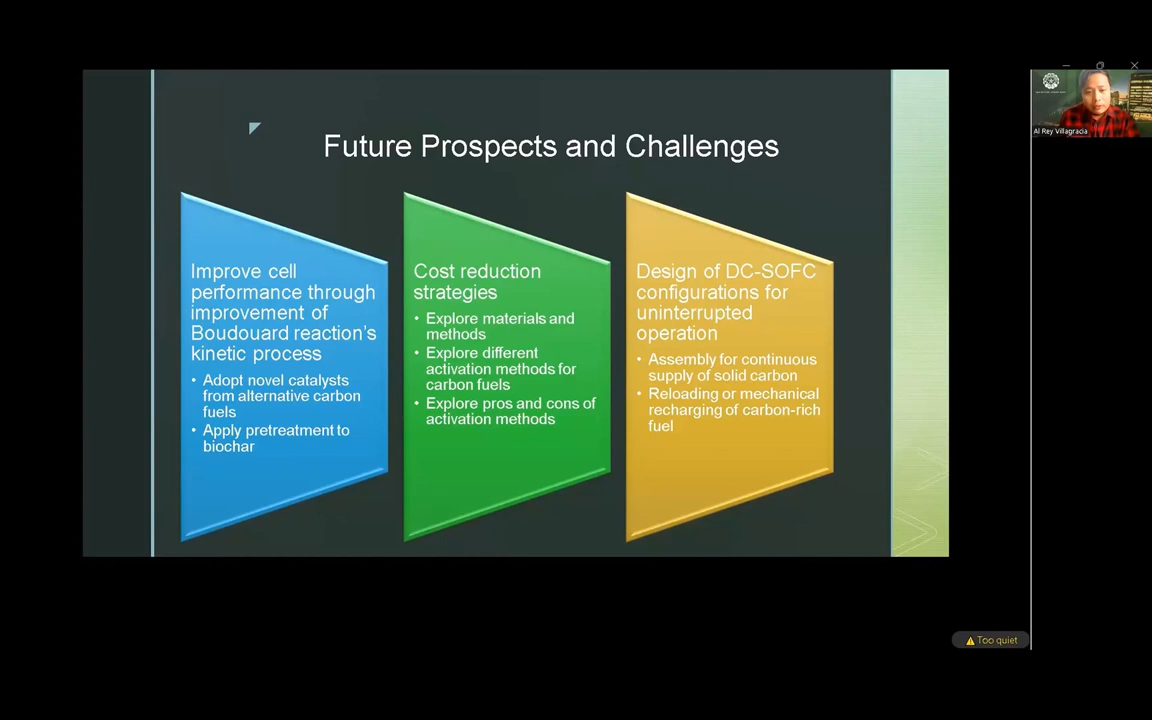 Future Prospects and Challenges
Improve cell
performance through
improvement of
Boudouard reaction's
kinetic process
• Adopt novel catalysts
from alternative carbon
fuels
• Apply pretreatment to
biochar
Cost reduction
strategies
• Explore materials and
methods
• Explore different
activation methods for
carbon fuels
• Explore pros and cons of
activation methods
Design of DC-SOFC
configurations for
uninterrupted
operation
• Assembly for continuous
supply of solid carbon
• Reloading or mechanical
recharging of carbon-rich
fuel
Al Rey Villagracia
Too quiet